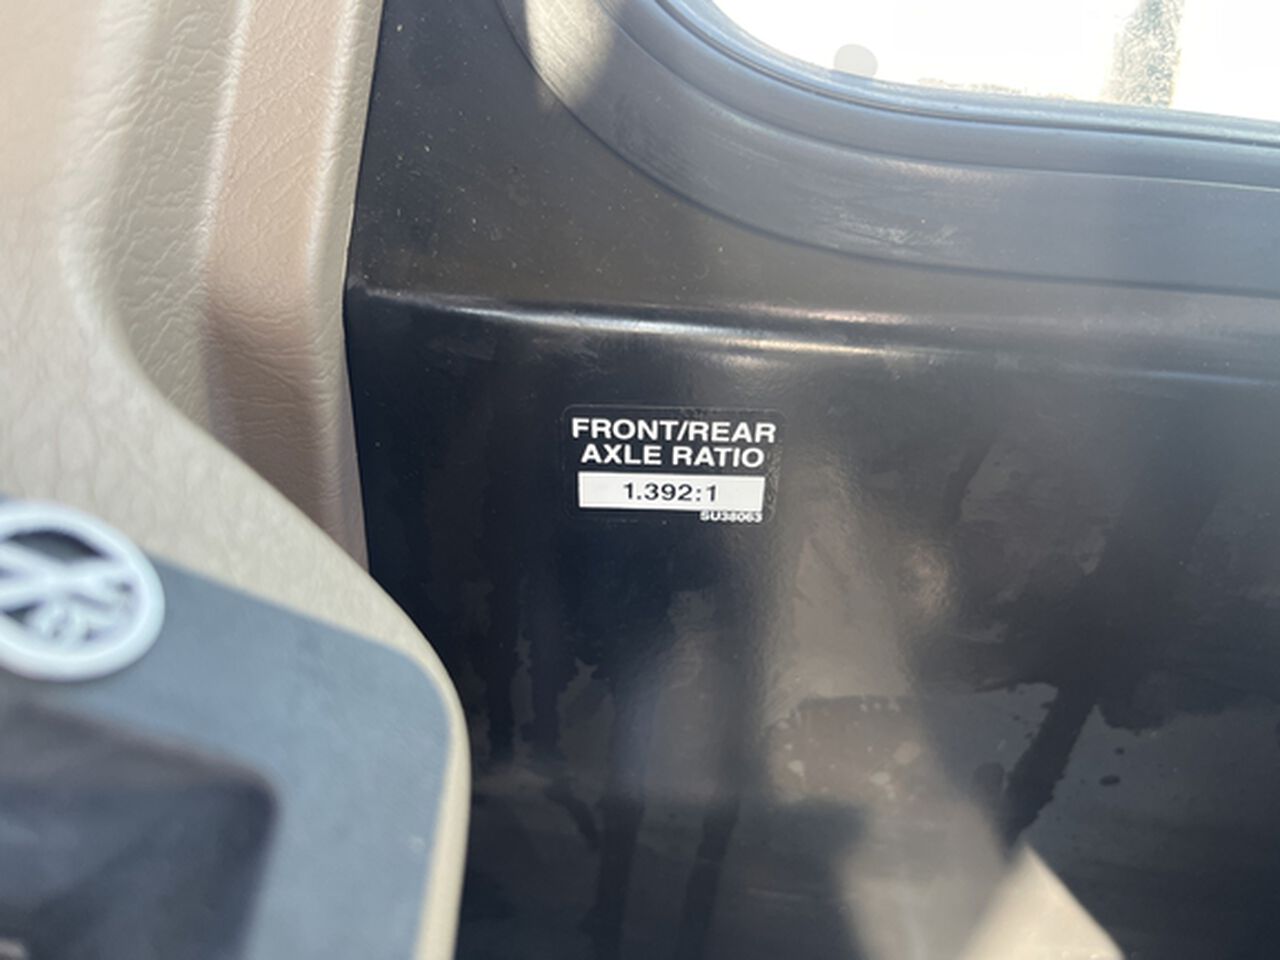 FRONT/REAR
AXLE RATIO
1.392:1
SU38063